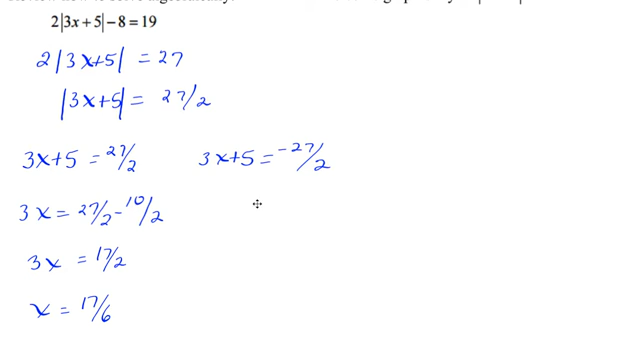 2|3x + 5| − 8 = 19
2|3x+5| = 27
|3x+5| = 27/2
3x+5 = 27/2 3x+5 = -27/2
3x = 27/2 - 10/2
3x = 17/2
x = 17/6